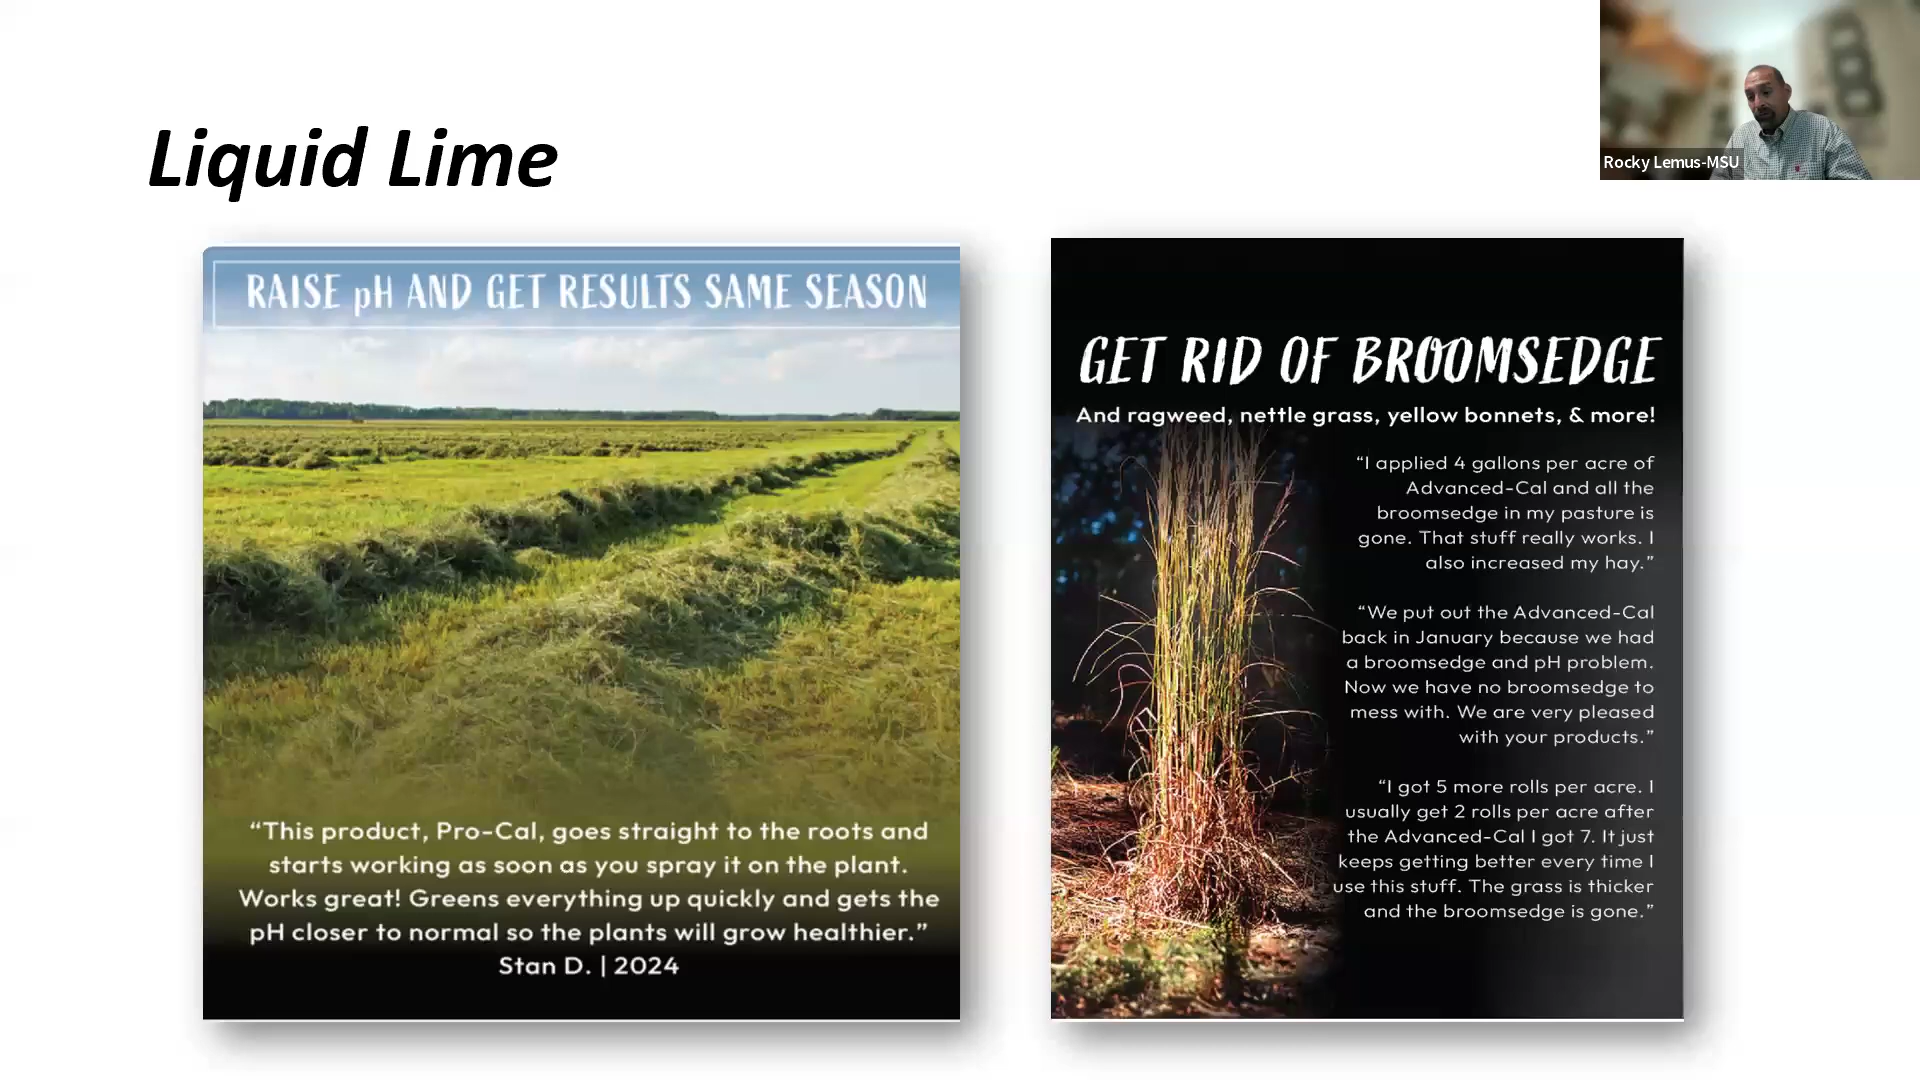 Liquid Lime
Rocky Lemus-MSU
RAISE pH AND GET RESULTS SAME SEASON
“This product, Pro-Cal, goes straight to the roots and
starts working as soon as you spray it on the plant.
Works great! Greens everything up quickly and gets the
pH closer to normal so the plants will grow healthier.”
Stan D. | 2024
GET RID OF BROOMSEDGE
And ragweed, nettle grass, yellow bonnets, & more!
“I applied 4 gallons per acre of
Advanced-Cal and all the
broomsedge in my pasture is
gone. That stuff really works. I
also increased my hay.”
“We put out the Advanced-Cal
back in January because we had
a broomsedge and pH problem.
Now we have no broomsedge to
mess with. We are very pleased
with your products.”
“I got 5 more rolls per acre. I
usually get 2 rolls per acre after
the Advanced-Cal I got 7. It just
keeps getting better every time I
use this stuff. The grass is thicker
and the broomsedge is gone.”